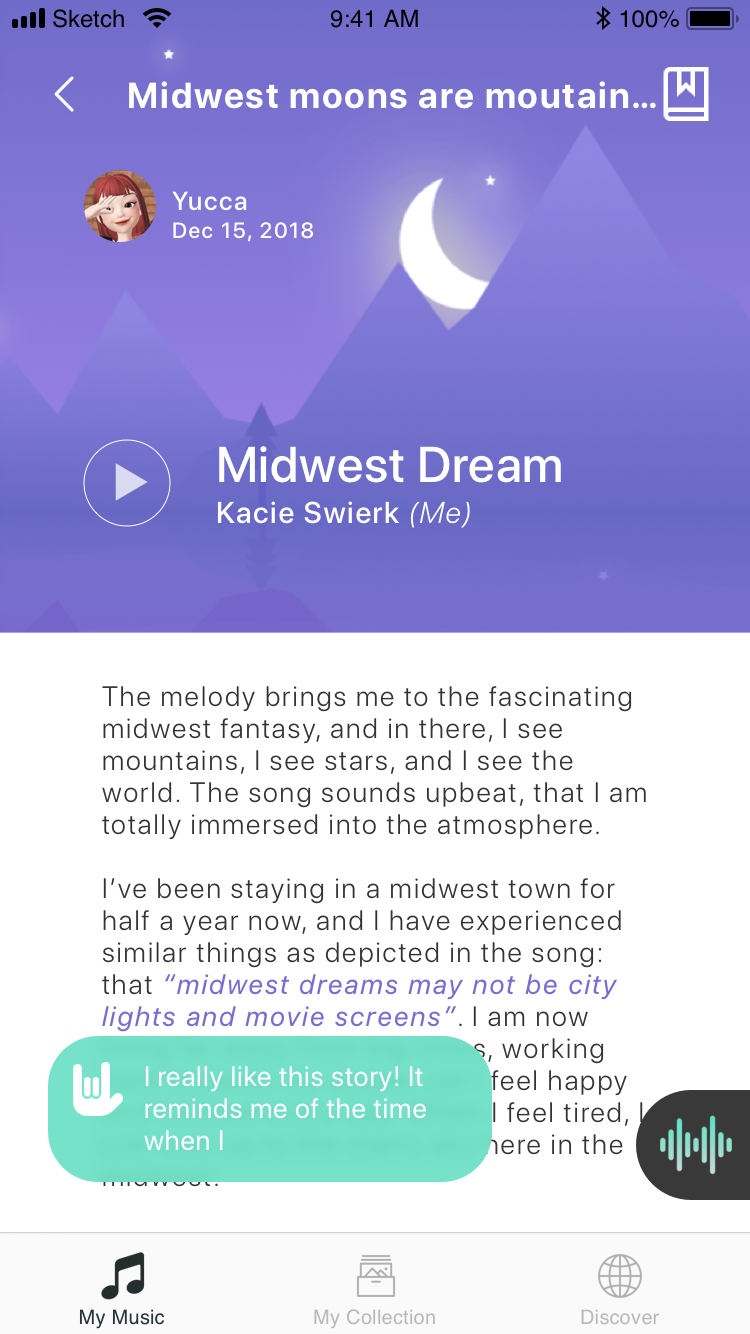 Sketch 9:41 AM 100%
Midwest moons are moutain...
Yucca
Dec 15, 2018
Midwest Dream
Kacie Swierk (Me)
The melody brings me to the fascinating
midwest fantasy, and in there, I see
mountains, I see stars, and I see the
world. The song sounds upbeat, that I am
totally immersed into the atmosphere.
I’ve been staying in a midwest town for
half a year now, and I have experienced
similar things as depicted in the song:
that “midwest dreams may not be city
lights and movie screens”. I am now
working
feel happy
I feel tired, I
here in the
midwest.
I really like this story! It
reminds me of the time
when I
My Music My Collection Discover